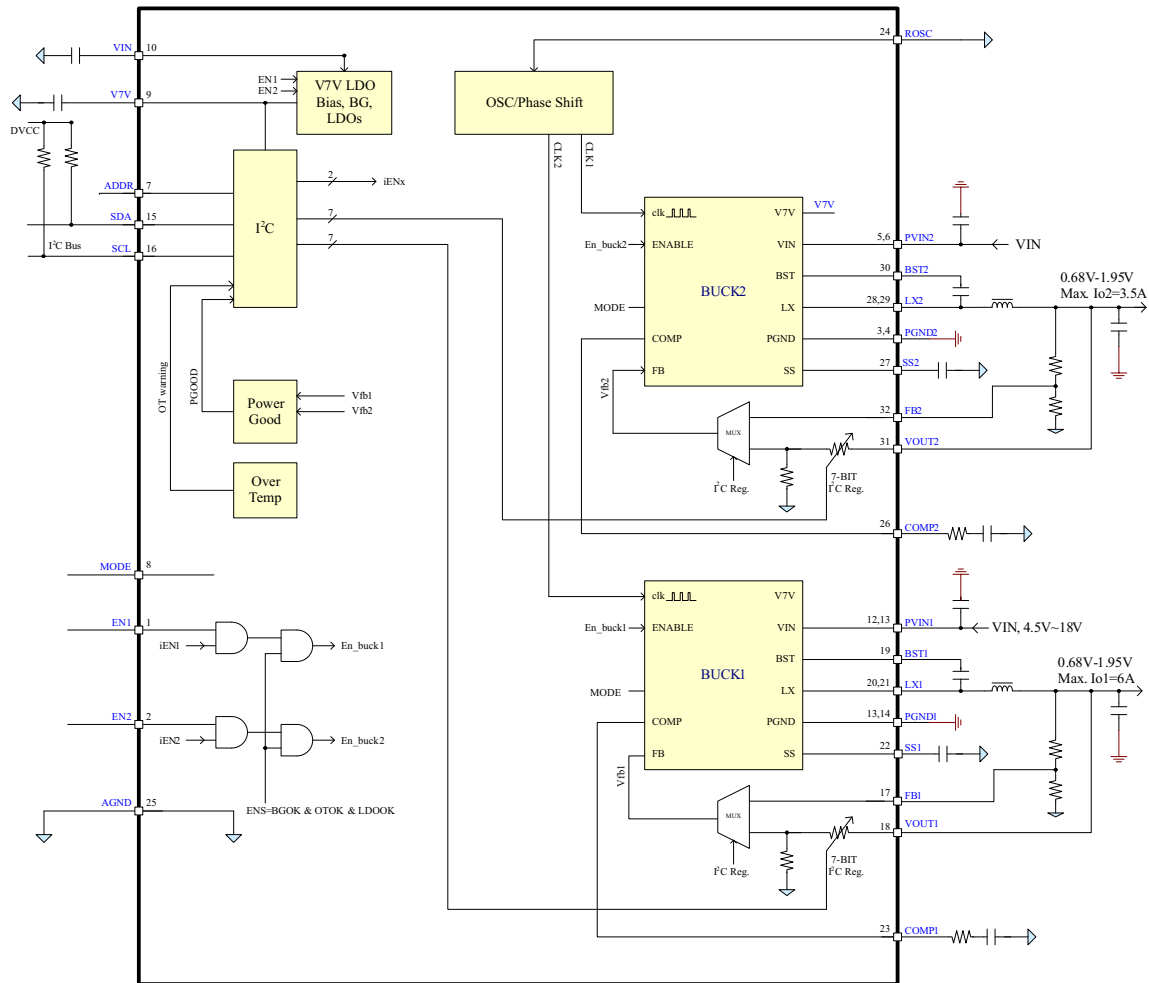 24 ROSC
VIN 10
EN1
EN2
V7V LDO
Bias, BG,
LDOs
OSC/Phase Shift
V7V 9
DVCC
CLK2
CLK1
2
iENx
ADDR 7
7
SDA 15
I²C
7
I²C Bus
SCL 16
OT warning
PGOOD
Power
Good
Vfb1
Vfb2
Over
Temp
clk
V7V
V7V
En_buck2
ENABLE
VIN
5,6 PVIN2
VIN
BST
30 BST2
0.68V-1.95V
Max. Io2=3.5A
BUCK2
MODE
LX
28,29 LX2
COMP
PGND
3,4 PGND2
FB
SS
27 SS2
Vfb2
MUX
32 FB2
31 VOUT2
I²C Reg.
7-BIT
I²C Reg.
26 COMP2
MODE 8
EN1 1
iEN1
En_buck1
EN2 2
iEN2
En_buck2
ENS=BGOK & OTOK & LDOOK
AGND 25
clk
V7V
En_buck1
ENABLE
VIN
12,13 PVIN1
VIN, 4.5V~18V
BST
19 BST1
0.68V-1.95V
Max. Io1=6A
BUCK1
MODE
LX
20,21 LX1
COMP
PGND
13,14 PGND1
FB
SS
22 SS1
Vfb1
MUX
17 FB1
18 VOUT1
I²C Reg.
7-BIT
I²C Reg.
23 COMP1